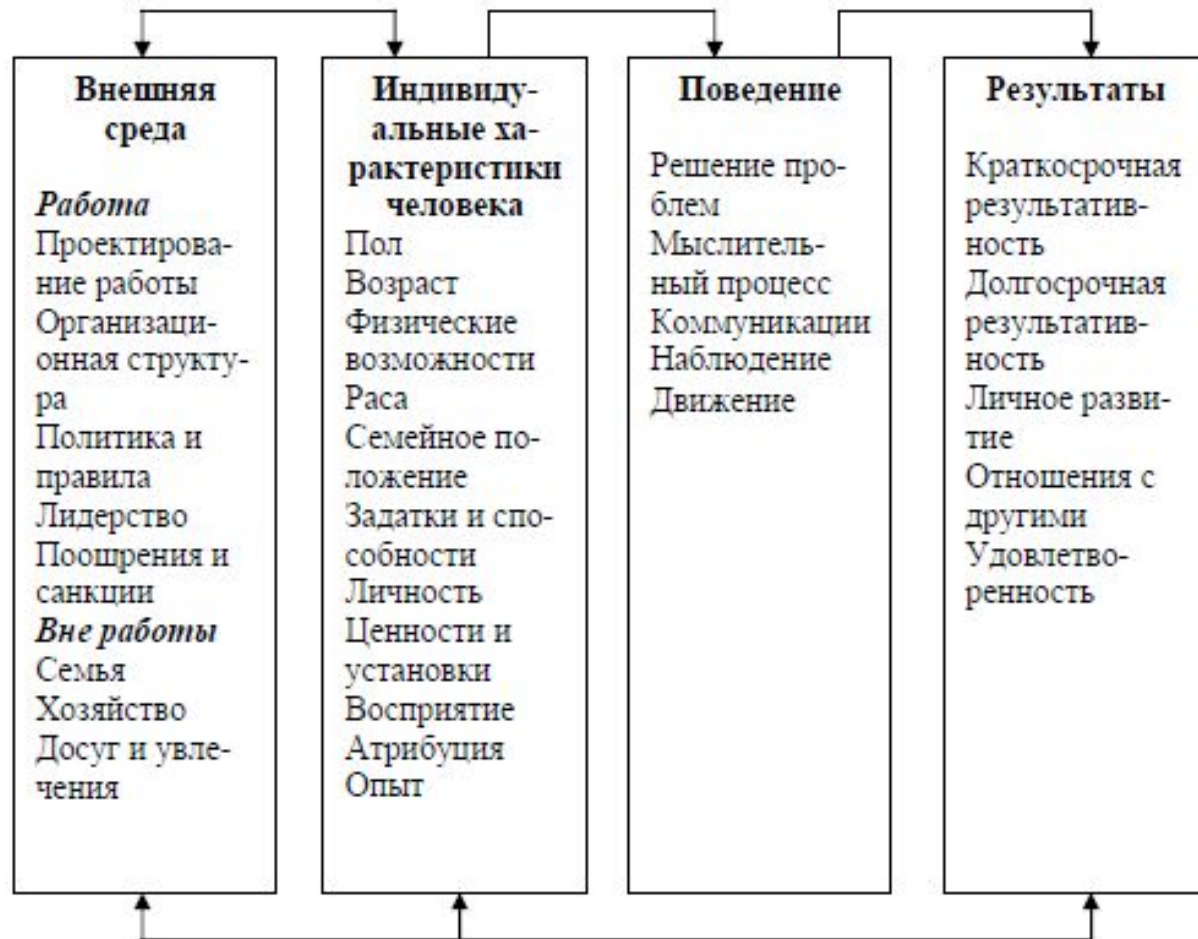 Внешняя
среда
Работа
Проектирова-
ние работы
Организаци-
онная структу-
ра
Политика и
правила
Лидерство
Поощрения и
санкции
Вне работы
Семья
Хозяйство
Досуг и увле-
чения
Индивиду-
альные ха-
рактеристики
человека
Пол
Возраст
Физические
возможности
Раса
Семейное по-
ложение
Задатки и спо-
собности
Личность
Ценности и
установки
Восприятие
Атрибуция
Опыт
Поведение
Решение про-
блем
Мыслитель-
ный процесс
Коммуникации
Наблюдение
Движение
Результаты
Краткосрочная
результатив-
ность
Долгосрочная
результатив-
ность
Личное разви-
тие
Отношения с
другими
Удовлетво-
ренность